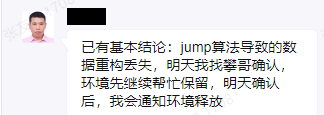 已有基本结论：jump算法导致的数
据重构丢失，明天我找攀哥确认，
环境先继续帮忙保留，明天确认
后，我会通知环境释放